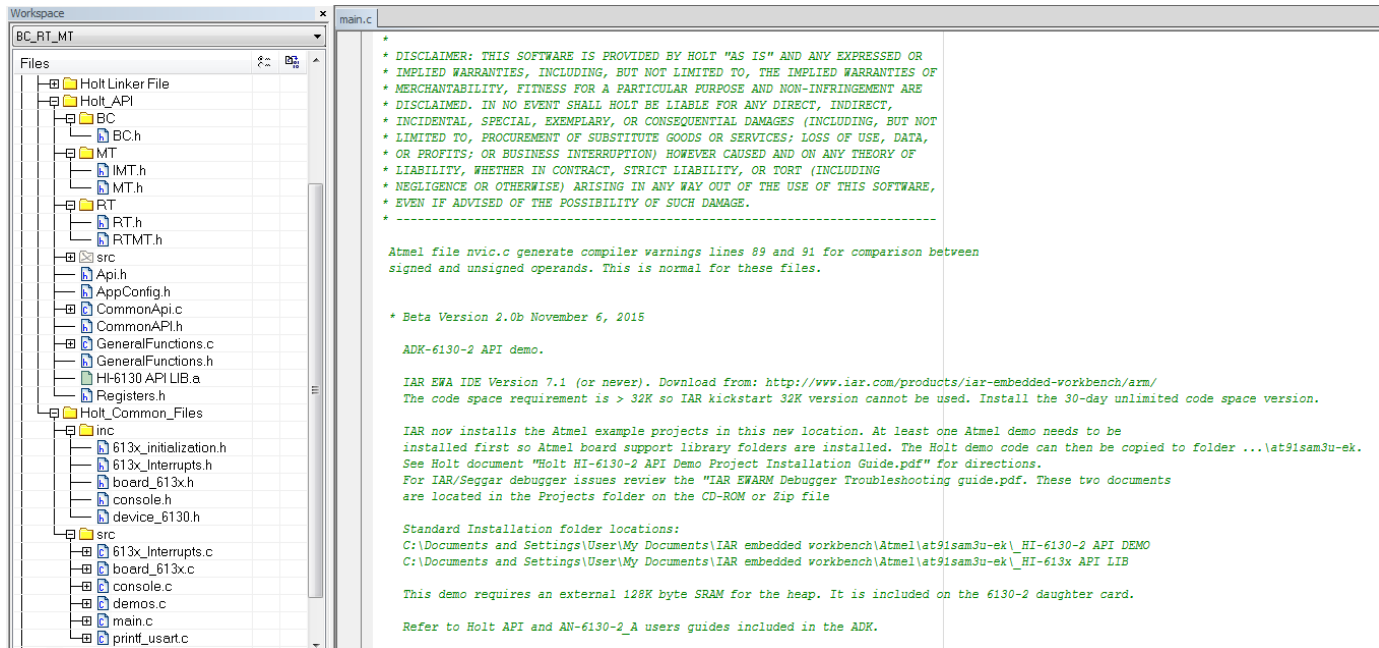 Workspace
BC_RT_MT
Files
Holt Linker File
Holt_API
BC
BC.h
MT
IMT.h
MT.h
RT
RT.h
RTMT.h
src
Api.h
AppConfig.h
CommonApi.c
CommonAPI.h
GeneralFunctions.c
GeneralFunctions.h
HI-6130 API LIB.a
Registers.h
Holt_Common_Files
inc
613x_initialization.h
613x_Interrupts.h
board_613x.h
console.h
device_6130.h
src
613x_Interrupts.c
board_613x.c
console.c
demos.c
main.c
printf_usart.c
main.c
*
* DISCLAIMER: THIS SOFTWARE IS PROVIDED BY HOLT "AS IS" AND ANY EXPRESSED OR
* IMPLIED WARRANTIES, INCLUDING, BUT NOT LIMITED TO, THE IMPLIED WARRANTIES OF
* MERCHANTABILITY, FITNESS FOR A PARTICULAR PURPOSE AND NON-INFRINGEMENT ARE
* DISCLAIMED. IN NO EVENT SHALL HOLT BE LIABLE FOR ANY DIRECT, INDIRECT,
* INCIDENTAL, SPECIAL, EXEMPLARY, OR CONSEQUENTIAL DAMAGES (INCLUDING, BUT NOT
* LIMITED TO, PROCUREMENT OF SUBSTITUTE GOODS OR SERVICES; LOSS OF USE, DATA,
* OR PROFITS; OR BUSINESS INTERRUPTION) HOWEVER CAUSED AND ON ANY THEORY OF
* LIABILITY, WHETHER IN CONTRACT, STRICT LIABILITY, OR TORT (INCLUDING
* NEGLIGENCE OR OTHERWISE) ARISING IN ANY WAY OUT OF THE USE OF THIS SOFTWARE,
* EVEN IF ADVISED OF THE POSSIBILITY OF SUCH DAMAGE.
* -----------------------------------------------------------------------------
Atmel file nvic.c generate compiler warnings lines 89 and 91 for comparison between
signed and unsigned operands. This is normal for these files.
* Beta Version 2.0b November 6, 2015
ADK-6130-2 API demo.
IAR EWA IDE Version 7.1 (or newer). Download from: http://www.iar.com/products/iar-embedded-workbench/arm/
The code space requirement is > 32K so IAR kickstart 32K version cannot be used. Install the 30-day unlimited code space version.
IAR now installs the Atmel example projects in this new location. At least one Atmel demo needs to be
installed first so Atmel board support library folders are installed. The Holt demo code can then be copied to folder ...\at91sam3u-ek.
See Holt document "Holt HI-6130-2 API Demo Project Installation Guide.pdf" for directions.
For IAR/Seggar debugger issues review the "IAR EWARM Debugger Troubleshooting guide.pdf. These two documents
are located in the Projects folder on the CD-ROM or Zip file
Standard Installation folder locations:
C:\Documents and Settings\User\My Documents\IAR embedded workbench\Atmel\at91sam3u-ek\_HI-6130-2 API DEMO
C:\Documents and Settings\User\My Documents\IAR embedded workbench\Atmel\at91sam3u-ek\_HI-613x API LIB
This demo requires an external 128K byte SRAM for the heap. It is included on the 6130-2 daughter card.
Refer to Holt API and AN-6130-2_A users guides included in the ADK.